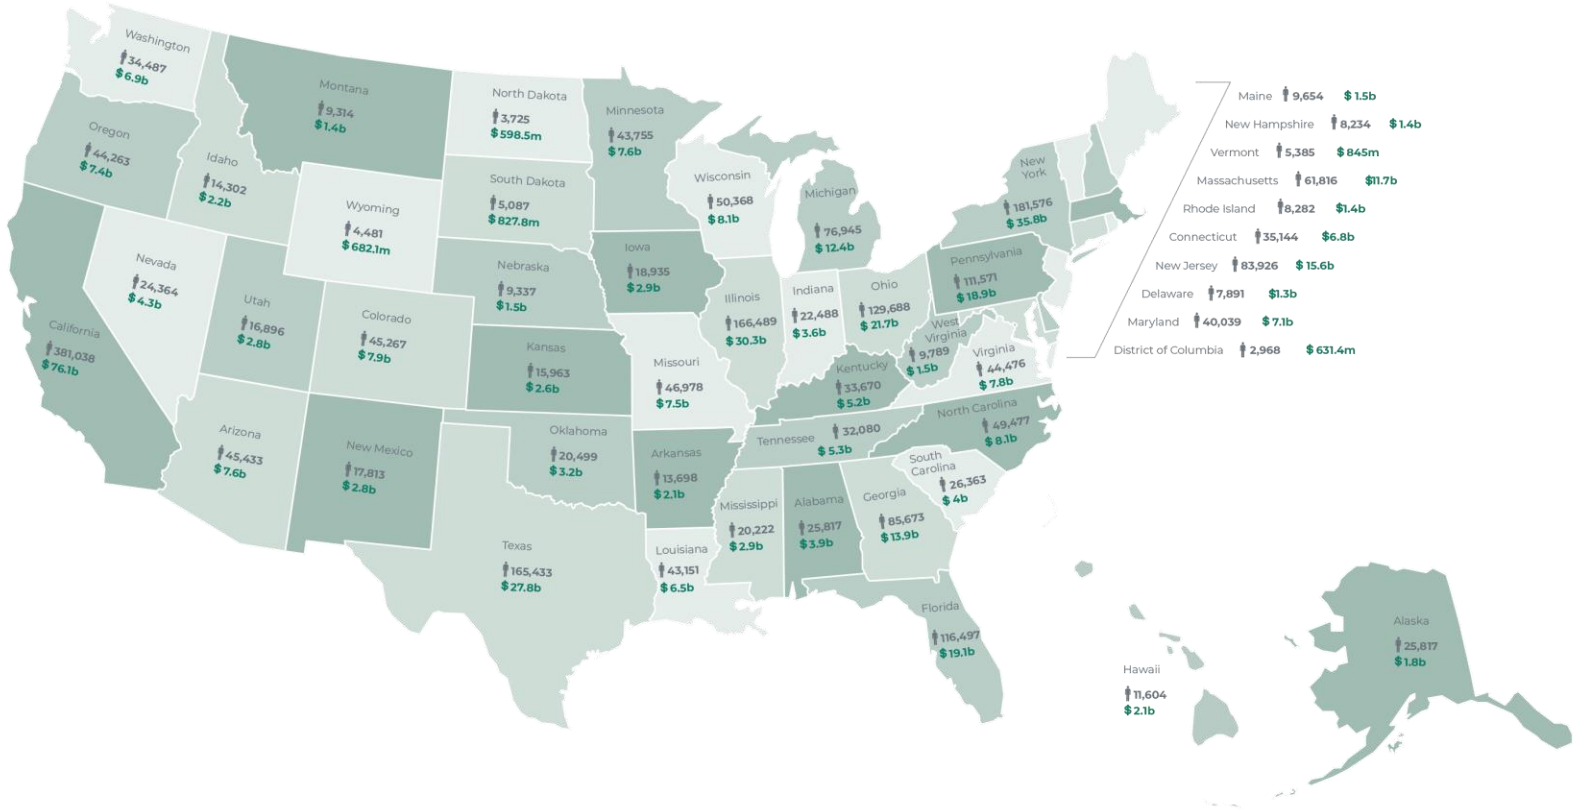 Washington
34,487
$6.9b
Oregon
44,263
$7.4b
California
381,038
$76.1b
Idaho
14,302
$2.2b
Nevada
24,364
$4.3b
Montana
9,314
$1.4b
Wyoming
4,481
$682.1m
Utah
16,896
$2.8b
Colorado
45,267
$7.9b
Arizona
45,433
$7.6b
New Mexico
17,813
$2.8b
North Dakota
3,725
$598.5m
South Dakota
5,087
$827.8m
Nebraska
9,337
$1.5b
Kansas
15,963
$2.6b
Oklahoma
20,499
$3.2b
Texas
165,433
$27.8b
Minnesota
43,755
$7.6b
Iowa
18,935
$2.9b
Missouri
46,978
$7.5b
Arkansas
13,698
$2.1b
Louisiana
43,151
$6.5b
Wisconsin
50,368
$8.1b
Illinois
166,489
$30.3b
Michigan
76,945
$12.4b
Indiana
22,488
$3.6b
Ohio
129,688
$21.7b
Kentucky
33,670
$5.2b
Tennessee 32,080
$5.3b
Mississippi
20,222
$2.9b
Alabama
25,817
$3.9b
Georgia
85,673
$13.9b
Florida
116,497
$19.1b
South
Carolina
26,363
$4b
North Carolina
49,477
$8.1b
Virginia
44,476
$7.8b
West
Virginia
9,789
$1.5b
Pennsylvania
111,571
$18.9b
New
York
181,576
$35.8b
Maine 9,654 $1.5b
New Hampshire 8,234 $1.4b
Vermont 5,385 $845m
Massachusetts 61,816 $11.7b
Rhode Island 8,282 $1.4b
Connecticut 35,144 $6.8b
New Jersey 83,926 $15.6b
Delaware 7,891 $1.3b
Maryland 40,039 $7.1b
District of Columbia 2,968 $631.4m
Hawaii
11,604
$2.1b
Alaska
25,817
$1.8b